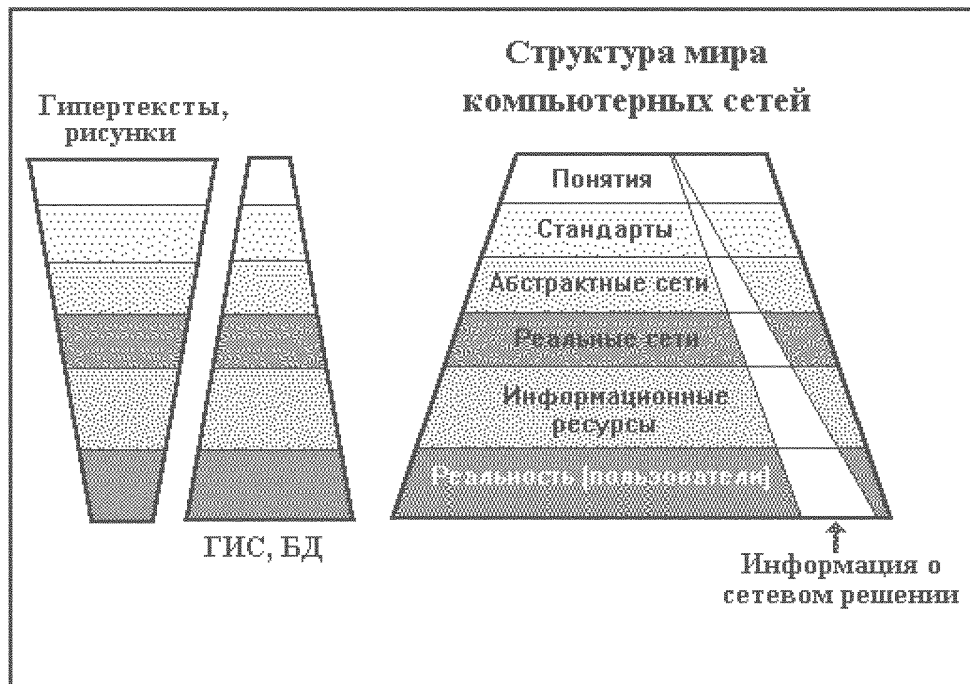 Структура мира
компьютерных сетей
Гипертексты,
рисунки
Понятия
Стандарты
Абстрактные сети
Реальные сети
Информационные
ресурсы
Реальность (пользователи)
ГИС, БД
Информация о
сетевом решении